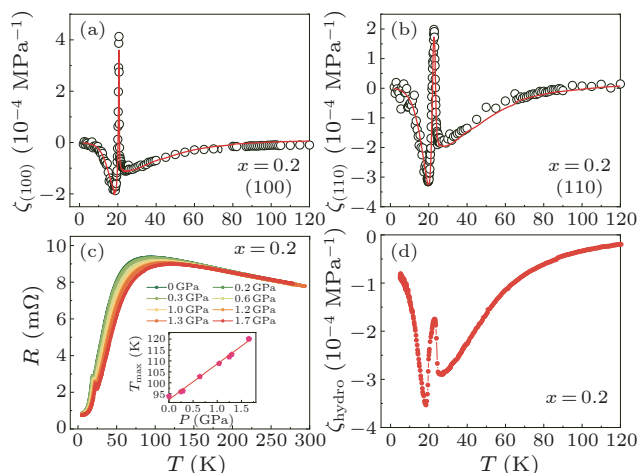 (a)
ζ(100) (10⁻⁴ MPa⁻¹)
4
2
0
−2
x = 0.2
(100)
0 20 40 60 80 100 120
(b)
ζ(110) (10⁻⁴ MPa⁻¹)
2
1
0
−1
−2
−3
−4
x = 0.2
(110)
0 20 40 60 80 100 120
(c)
x = 0.2
R (mΩ)
10
8
6
4
2
0
0 GPa 0.2 GPa
0.3 GPa 0.6 GPa
1.0 GPa 1.2 GPa
1.3 GPa 1.7 GPa
Tmax (K)
120
115
110
105
100
95
0 0.5 1.0 1.5
P (GPa)
0 50 100 150 200 250 300
T (K)
(d)
ζhydro (10⁻⁴ MPa⁻¹)
0
−1
−2
−3
−4
x = 0.2
0 20 40 60 80 100 120
T (K)